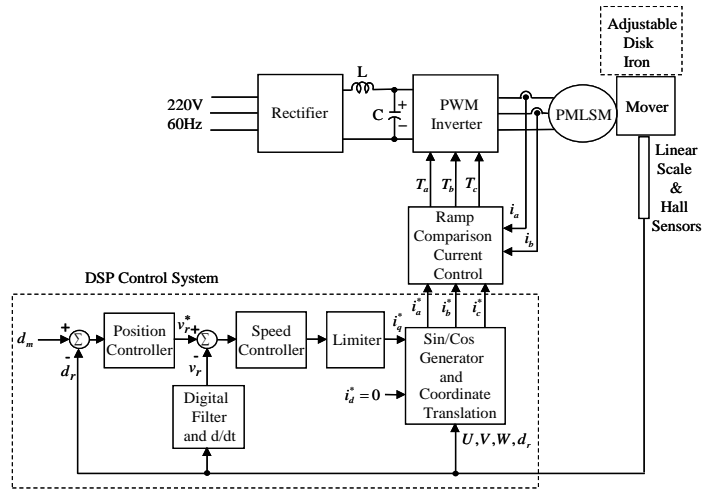 Adjustable
Disk
Iron
L
220V
60Hz
Rectifier
C
+
−
PWM
Inverter
PMLSM
Mover
Linear
Scale
&
Hall
Sensors
T_a
T_b
T_c
i_a
i_b
Ramp
Comparison
Current
Control
DSP Control System
i_a^*
i_b^*
i_c^*
d_m
+
-
d_r
Σ
Position
Controller
v_r^*
+
-
v_r
Σ
Speed
Controller
Limiter
i_q^*
Sin/Cos
Generator
and
Coordinate
Translation
i_d^* = 0
Digital
Filter
and d/dt
U,V,W,d_r